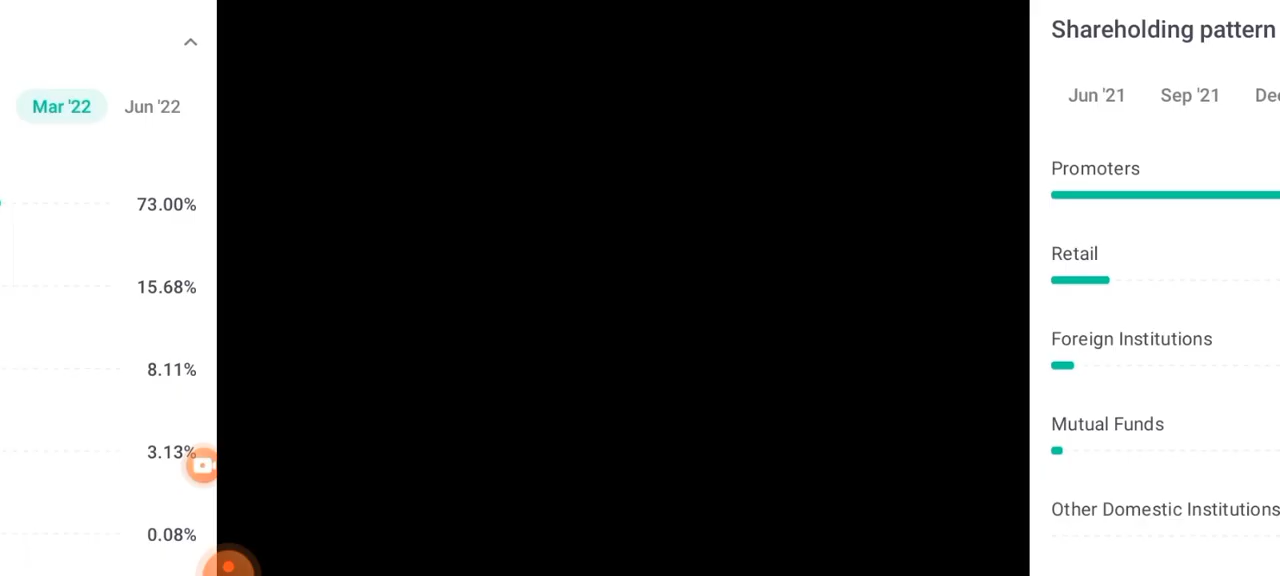 Mar '22 Jun '22
73.00%
15.68%
8.11%
3.13%
0.08%
Shareholding pattern
Jun '21 Sep '21
Promoters
Retail
Foreign Institutions
Mutual Funds
Other Domestic Institutions